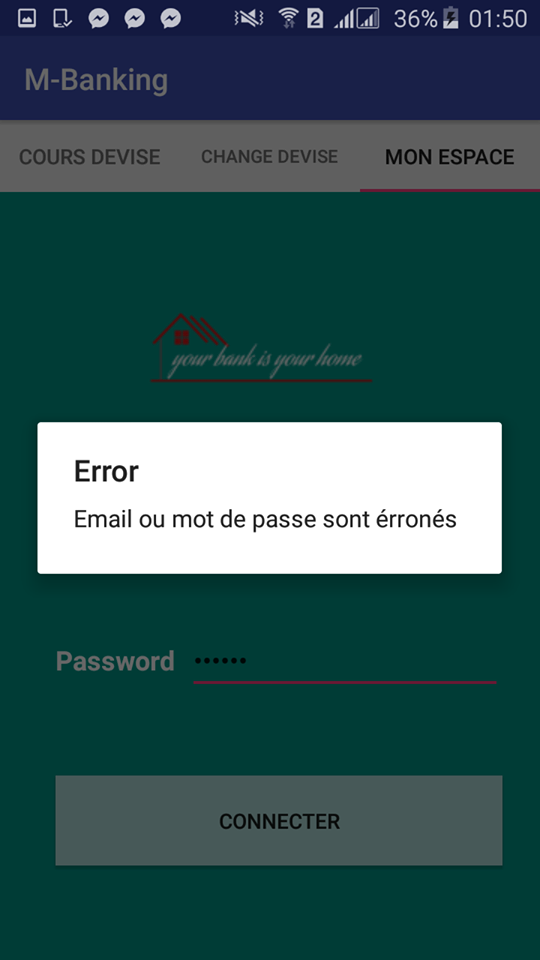 2 36% 01:50
M-Banking
COURS DEVISE CHANGE DEVISE MON ESPACE
your bank is your home
Error
Email ou mot de passe sont érronés
Password ••••••
CONNECTER